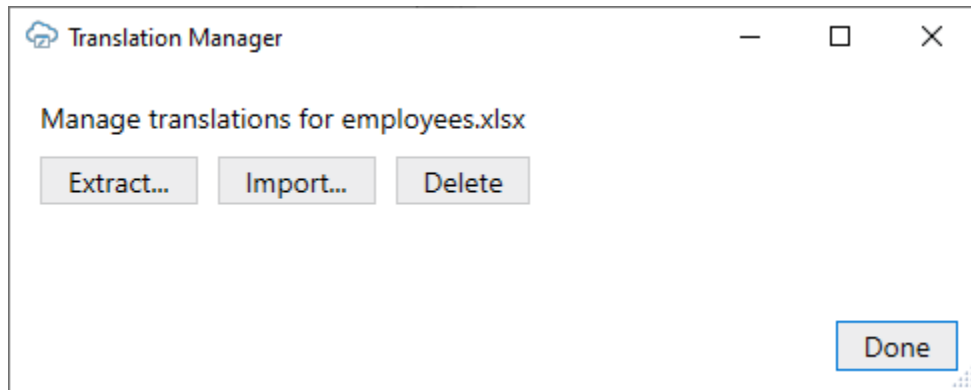 Translation Manager
Manage translations for employees.xlsx
Extract... Import... Delete
Done